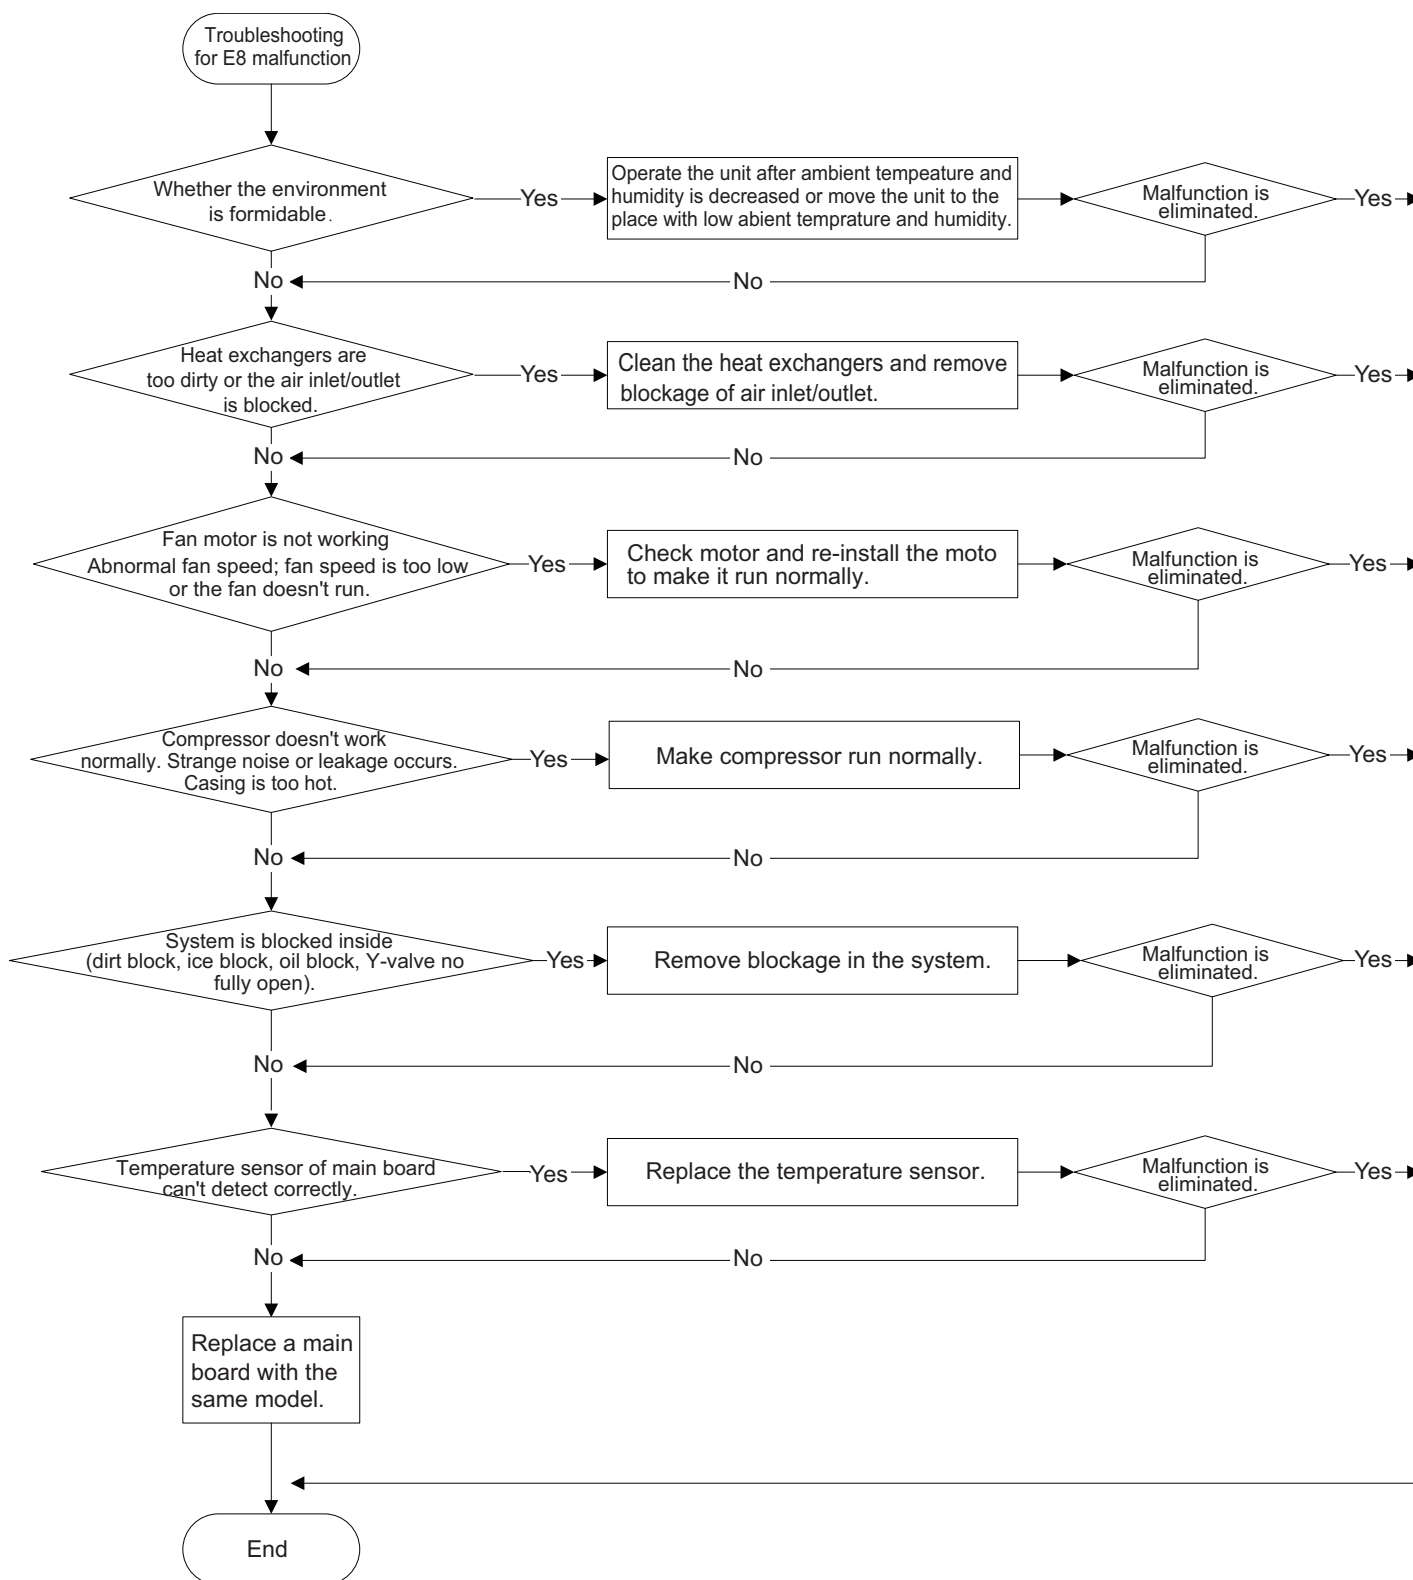 Troubleshooting
for E8 malfunction
Whether the environment
is formidable.
Yes
Operate the unit after ambient tempeature and
humidity is decreased or move the unit to the
place with low abient temprature and humidity.
Malfunction is
eliminated.
Yes
No
No
Heat exchangers are
too dirty or the air inlet/outlet
is blocked.
Yes
Clean the heat exchangers and remove
blockage of air inlet/outlet.
Malfunction is
eliminated.
Yes
No
No
Fan motor is not working
Abnormal fan speed; fan speed is too low
or the fan doesn't run.
Yes
Check motor and re-install the moto
to make it run normally.
Malfunction is
eliminated.
Yes
No
No
Compressor doesn't work
normally. Strange noise or leakage occurs.
Casing is too hot.
Yes
Make compressor run normally.
Malfunction is
eliminated.
Yes
No
No
System is blocked inside
(dirt block, ice block, oil block, Y-valve no
fully open).
Yes
Remove blockage in the system.
Malfunction is
eliminated.
Yes
No
No
Temperature sensor of main board
can't detect correctly.
Yes
Replace the temperature sensor.
Malfunction is
eliminated.
Yes
No
No
Replace a main
board with the
same model.
End